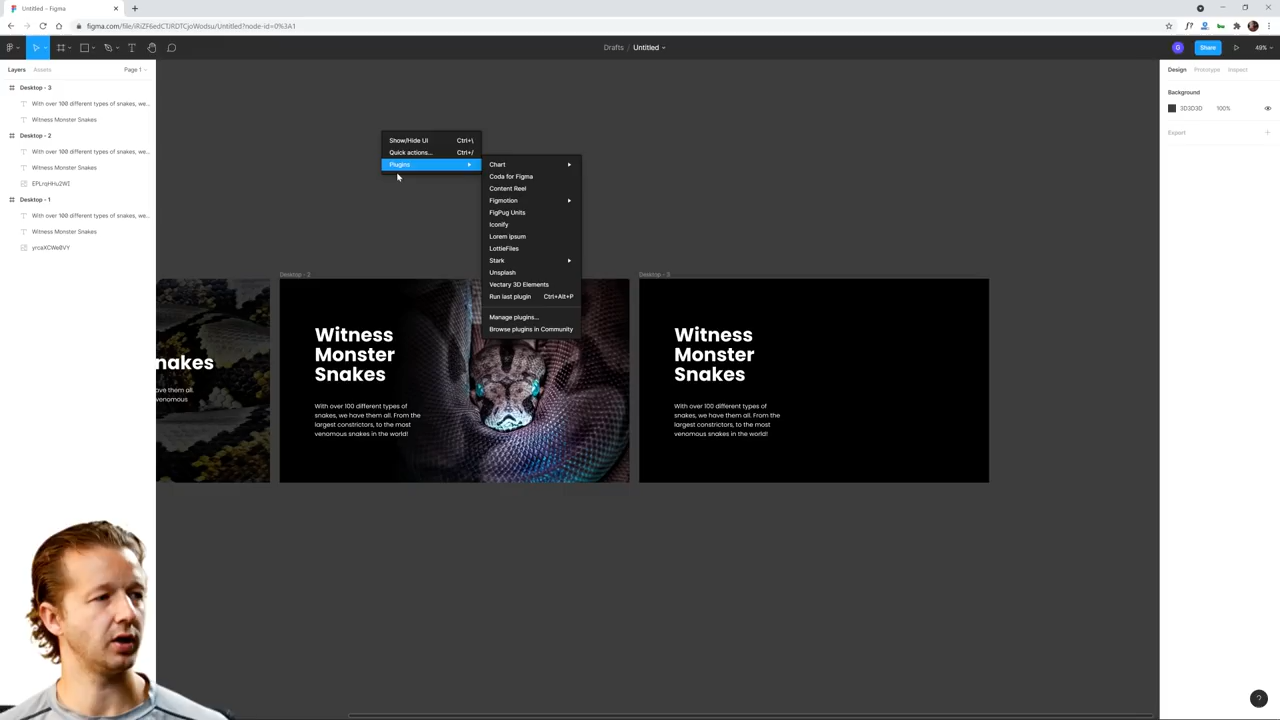 Untitled – Figma
figma.com/file/iRiZF6edCTJRDTCjoWodsu/Untitled?node-id=0%3A1
Drafts / Untitled
G
Share
49%
Layers
Assets
Page 1
Desktop - 3
With over 100 different types of snakes, we...
Witness Monster Snakes
Desktop - 2
With over 100 different types of snakes, we...
Witness Monster Snakes
EPLrqHHu2WI
Desktop - 1
With over 100 different types of snakes, we...
Witness Monster Snakes
yrcaXCWe0VY
Show/Hide UI Ctrl+\
Quick actions... Ctrl+/
Plugins
Chart
Coda for Figma
Content Reel
Figmotion
FigPug Units
Iconify
Lorem ipsum
LottieFiles
Stark
Unsplash
Vectary 3D Elements
Run last plugin Ctrl+Alt+P
Manage plugins...
Browse plugins in Community
nakes
have them all.
venomous
Desktop - 2
Witness
Monster
Snakes
With over 100 different types of
snakes, we have them all. From the
largest constrictors, to the most
venomous snakes in the world!
Desktop - 3
Witness
Monster
Snakes
With over 100 different types of
snakes, we have them all. From the
largest constrictors, to the most
venomous snakes in the world!
Design
Prototype
Inspect
Background
3D3D3D 100%
Export
?